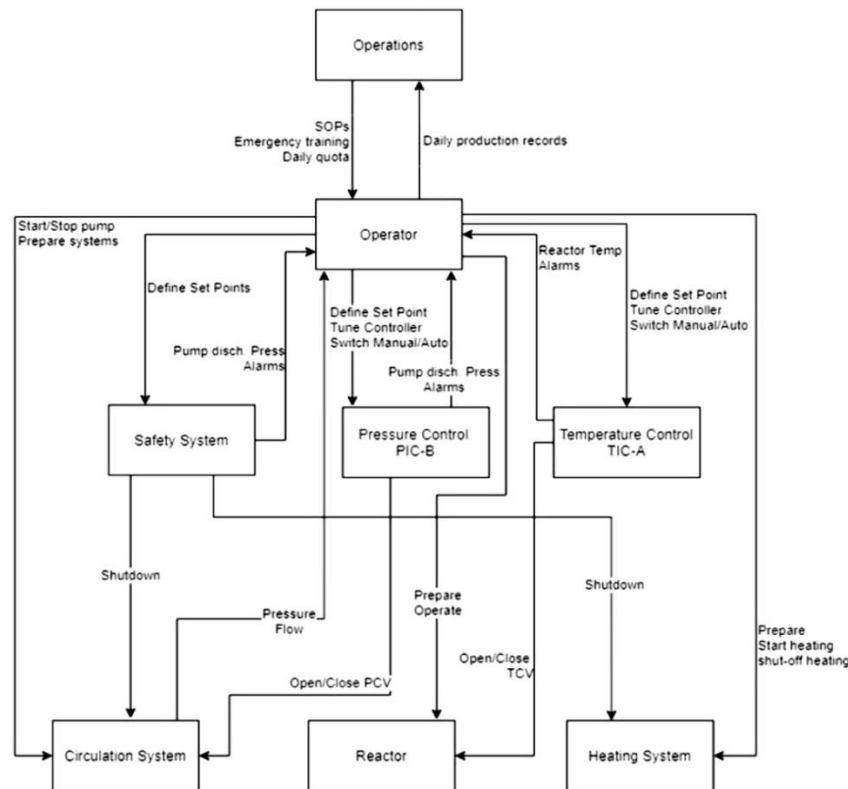 Operations
SOPs
Emergency training
Daily quota
Daily production records
Start/Stop pump
Prepare systems
Operator
Reactor Temp
Alarms
Define Set Points
Define Set Point
Tune Controller
Switch Manual/Auto
Define Set Point
Tune Controller
Switch Manual/Auto
Pump disch. Press
Alarms
Pump disch. Press
Alarms
Safety System
Pressure Control
PIC-B
Temperature Control
TIC-A
Shutdown
Pressure
Flow
Prepare
Operate
Shutdown
Prepare
Start heating
shut-off heating
Open/Close PCV
Open/Close
TCV
Circulation System
Reactor
Heating System